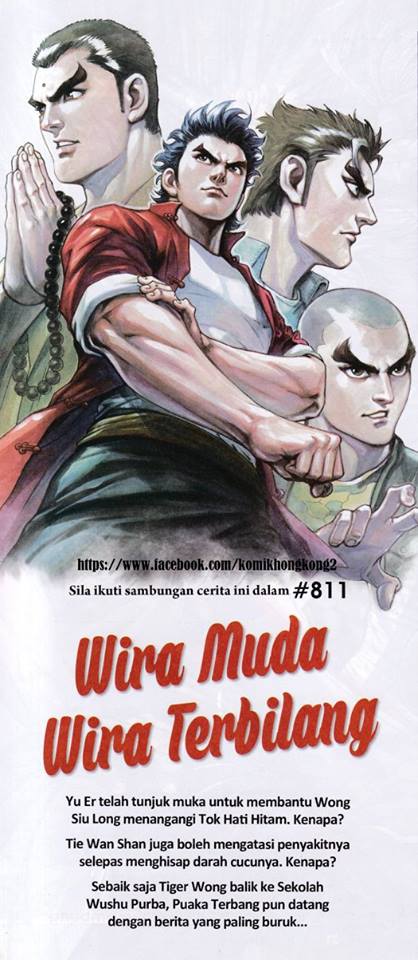 https://www.facebook.com/komikhongkong2
Sila ikuti sambungan cerita ini dalam #811
Wira Muda
Wira Terbilang
Yu Er telah tunjuk muka untuk membantu Wong
Siu Long menangangi Tok Hati Hitam. Kenapa?
Tie Wan Shan juga boleh mengatasi penyakitnya
selepas menghisap darah cucunya. Kenapa?
Sebaik saja Tiger Wong balik ke Sekolah
Wushu Purba, Puaka Terbang pun datang
dengan berita yang paling buruk...